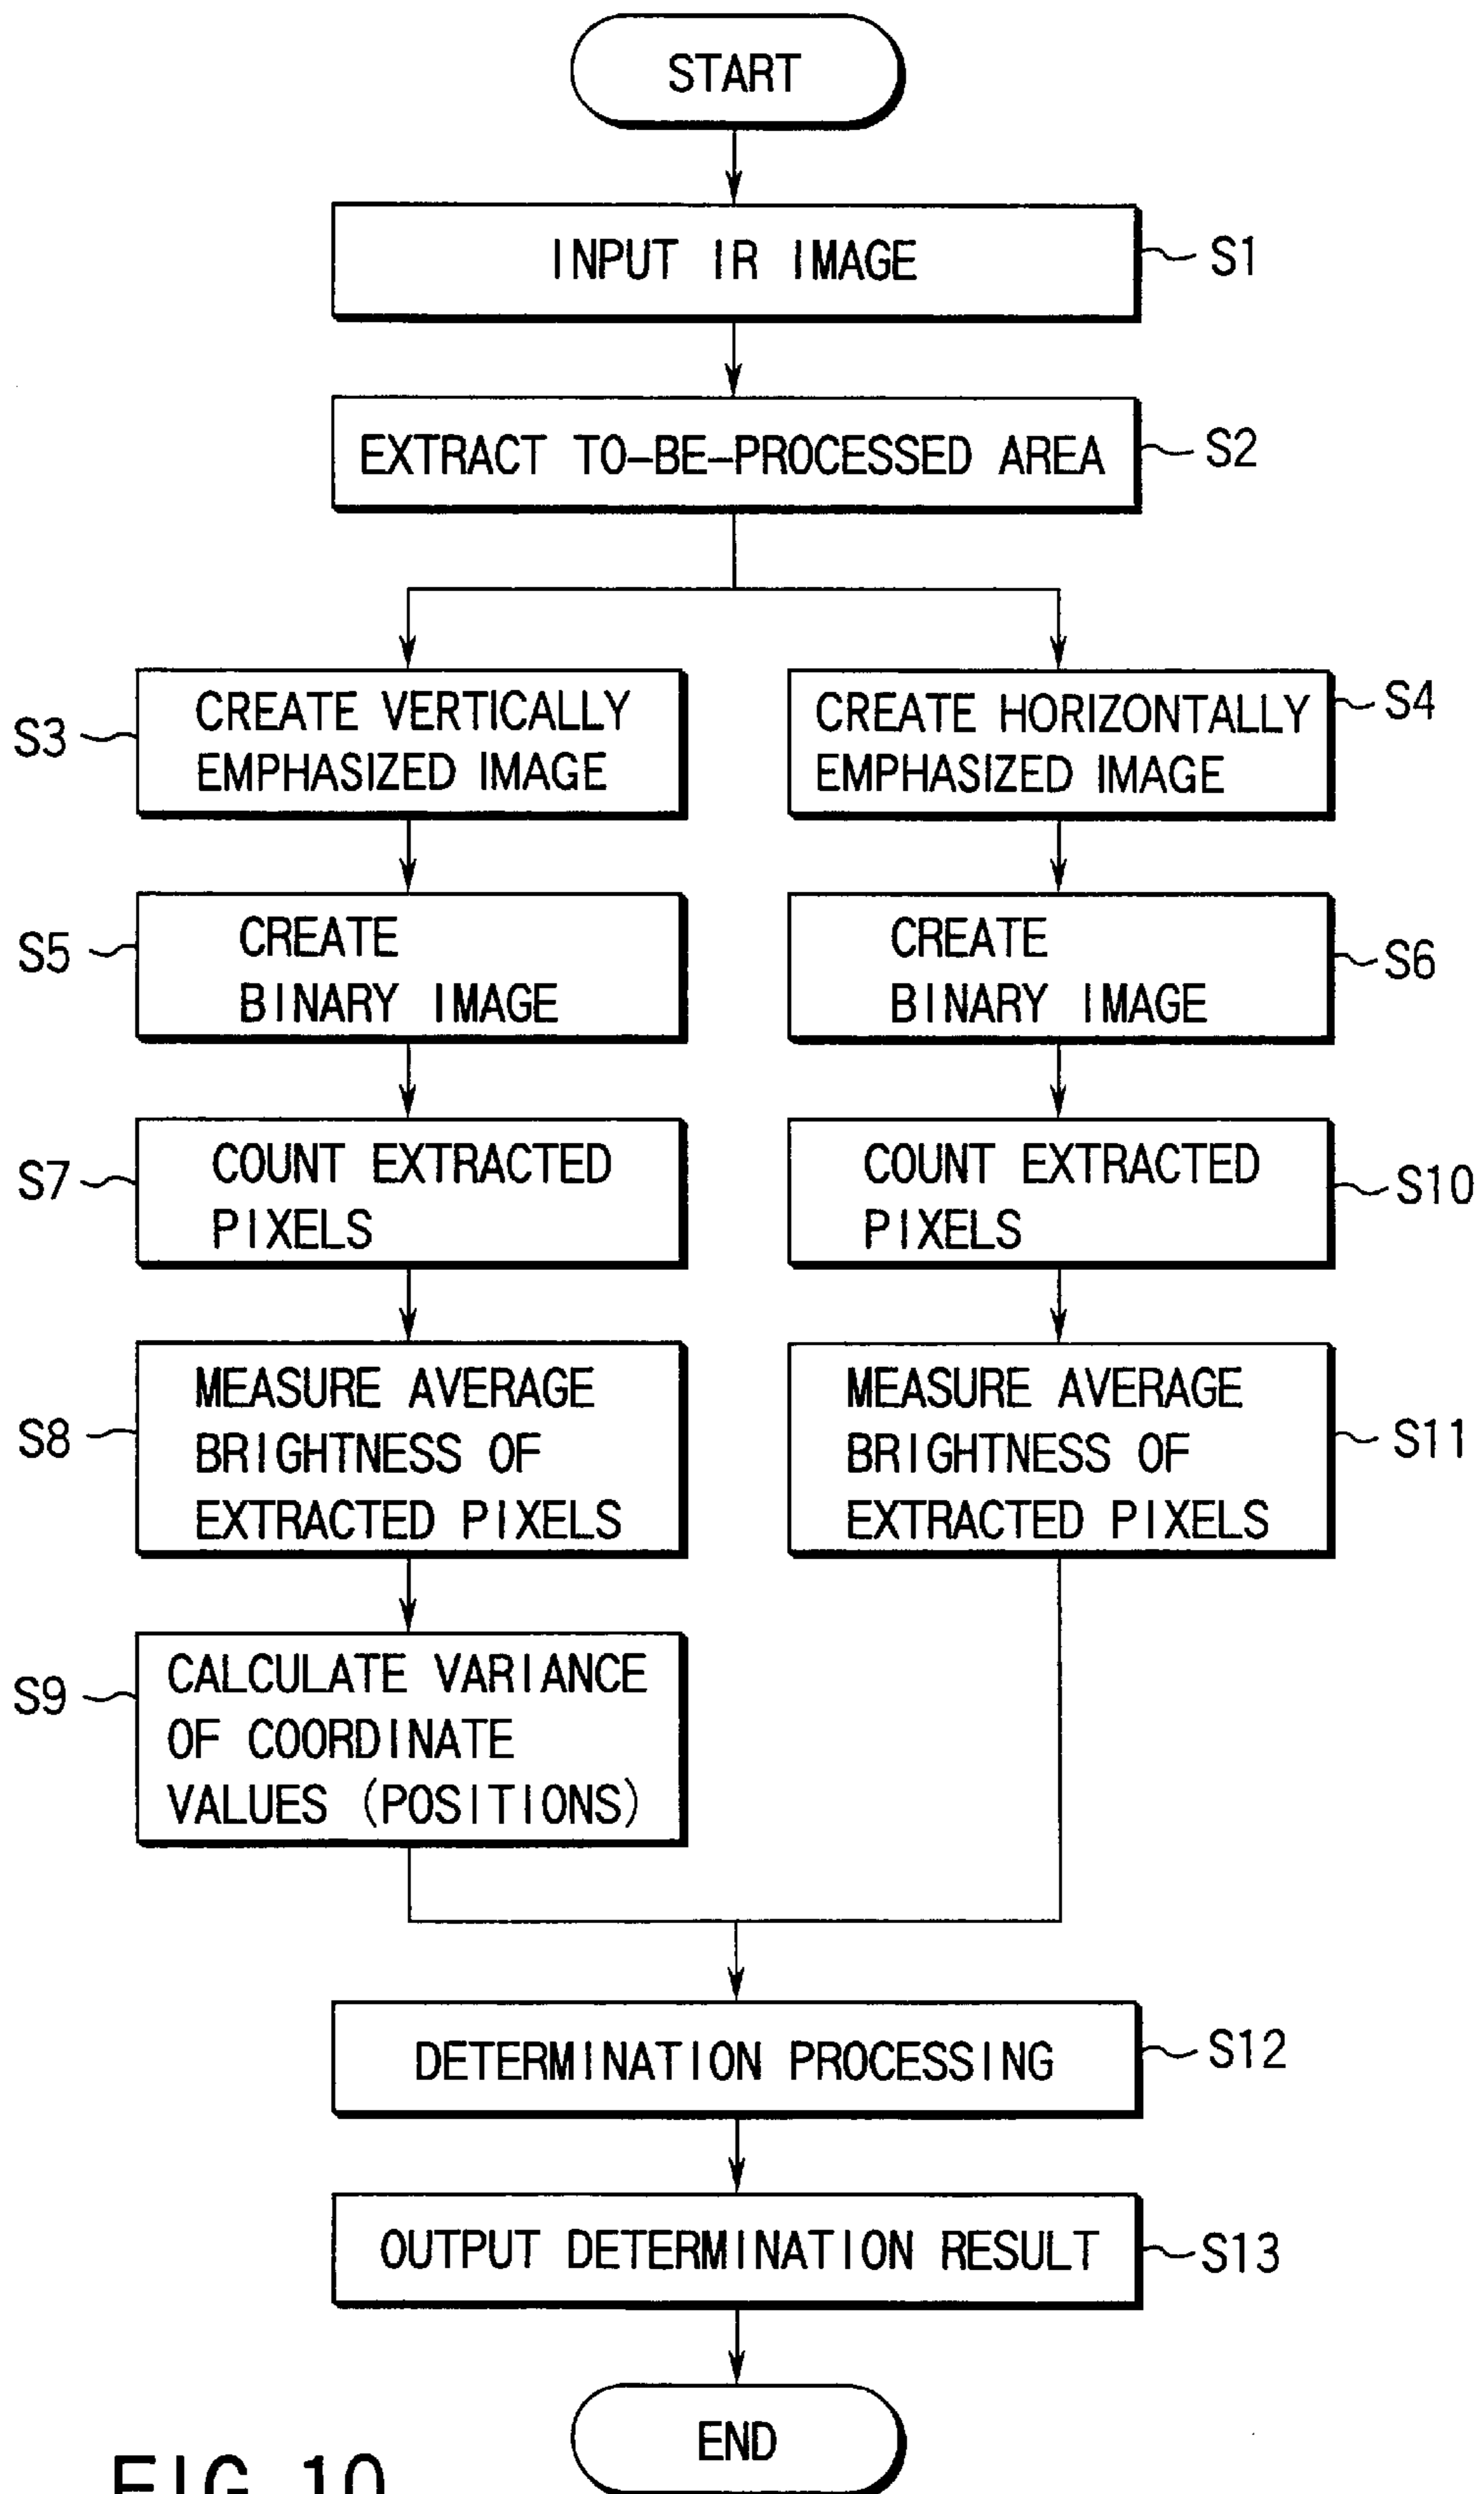 START
INPUT IR IMAGE
S1
EXTRACT TO-BE-PROCESSED AREA
S2
S3
CREATE VERTICALLY
EMPHASIZED IMAGE
CREATE HORIZONTALLY
EMPHASIZED IMAGE
S4
S5
CREATE
BINARY IMAGE
CREATE
BINARY IMAGE
S6
S7
COUNT EXTRACTED
PIXELS
COUNT EXTRACTED
PIXELS
S10
S8
MEASURE AVERAGE
BRIGHTNESS OF
EXTRACTED PIXELS
MEASURE AVERAGE
BRIGHTNESS OF
EXTRACTED PIXELS
S11
S9
CALCULATE VARIANCE
OF COORDINATE
VALUES (POSITIONS)
DETERMINATION PROCESSING
S12
OUTPUT DETERMINATION RESULT
S13
END
FIG. 10